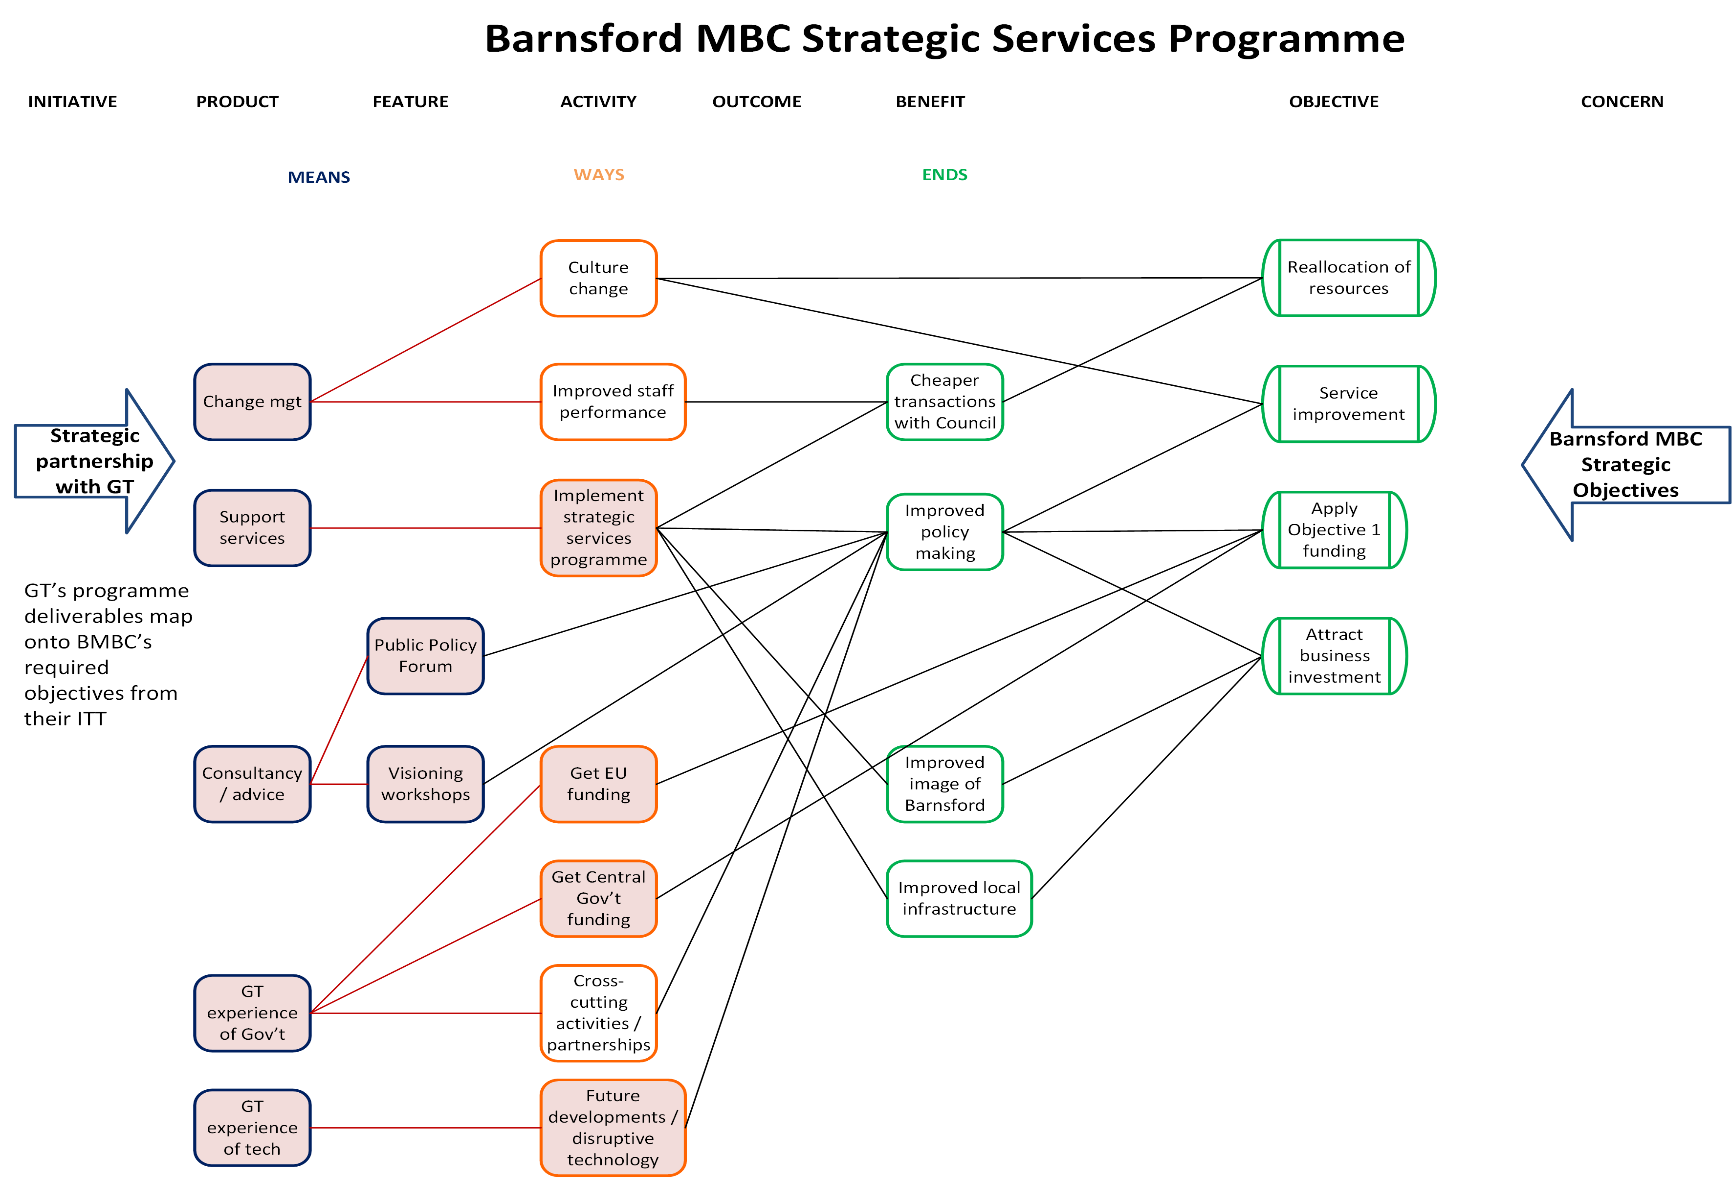 Barnsford MBC Strategic Services Programme
INITIATIVE
PRODUCT
FEATURE
ACTIVITY
OUTCOME
BENEFIT
OBJECTIVE
CONCERN
MEANS
WAYS
ENDS
Culture
change
Reallocation of
resources
Change mgt
Improved staff
performance
Cheaper
transactions
with Council
Service
improvement
Strategic
partnership
with GT
Barnsford MBC
Strategic
Objectives
Support
services
Implement
strategic
services
programme
Improved
policy
making
Apply
Objective 1
funding
GT’s programme
deliverables map
onto BMBC’s
required
objectives from
their ITT
Public Policy
Forum
Attract
business
investment
Consultancy
/ advice
Visioning
workshops
Get EU
funding
Improved
image of
Barnsford
Get Central
Gov’t
funding
Improved local
infrastructure
GT
experience
of Gov’t
Cross-
cutting
activities /
partnerships
GT
experience
of tech
Future
developments /
disruptive
technology